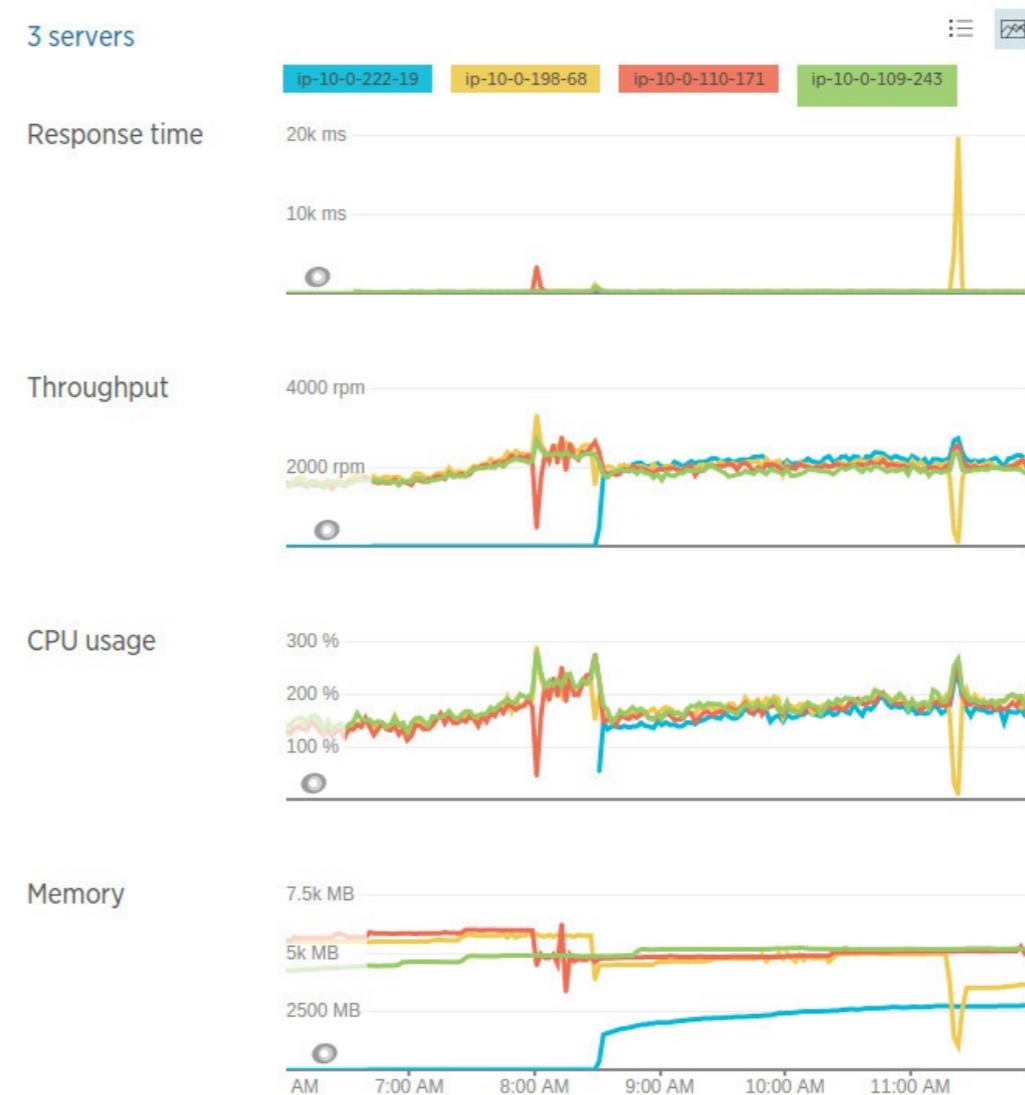 3 servers
ip-10-0-222-19
ip-10-0-198-68
ip-10-0-110-171
ip-10-0-109-243
Response time
20k ms
10k ms
Throughput
4000 rpm
2000 rpm
CPU usage
300 %
200 %
100 %
Memory
7.5k MB
5k MB
2500 MB
AM 7:00 AM 8:00 AM 9:00 AM 10:00 AM 11:00 AM